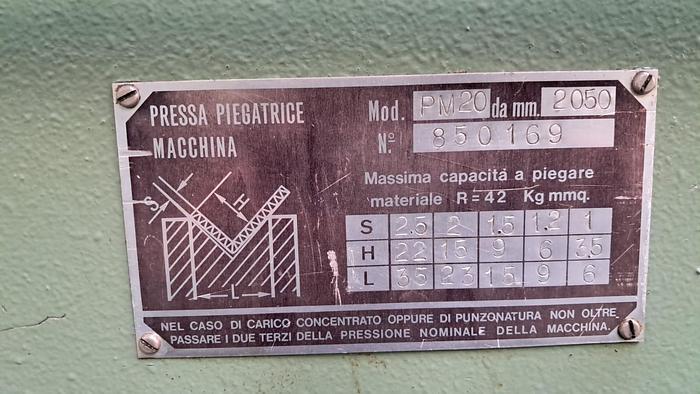 PRESSA PIEGATRICE
MACCHINA
Mod. PM20 da mm. 2050
N.º 850169
Massima capacità a piegare
materiale R=42 Kg mmq.
S H L
S 2.5 2 1.5 1.2 1
H 22 15 9 6 3.5
L 35 23 15 9 6
NEL CASO DI CARICO CONCENTRATO OPPURE DI PUNZONATURA NON OLTRE
PASSARE I DUE TERZI DELLA PRESSIONE NOMINALE DELLA MACCHINA.